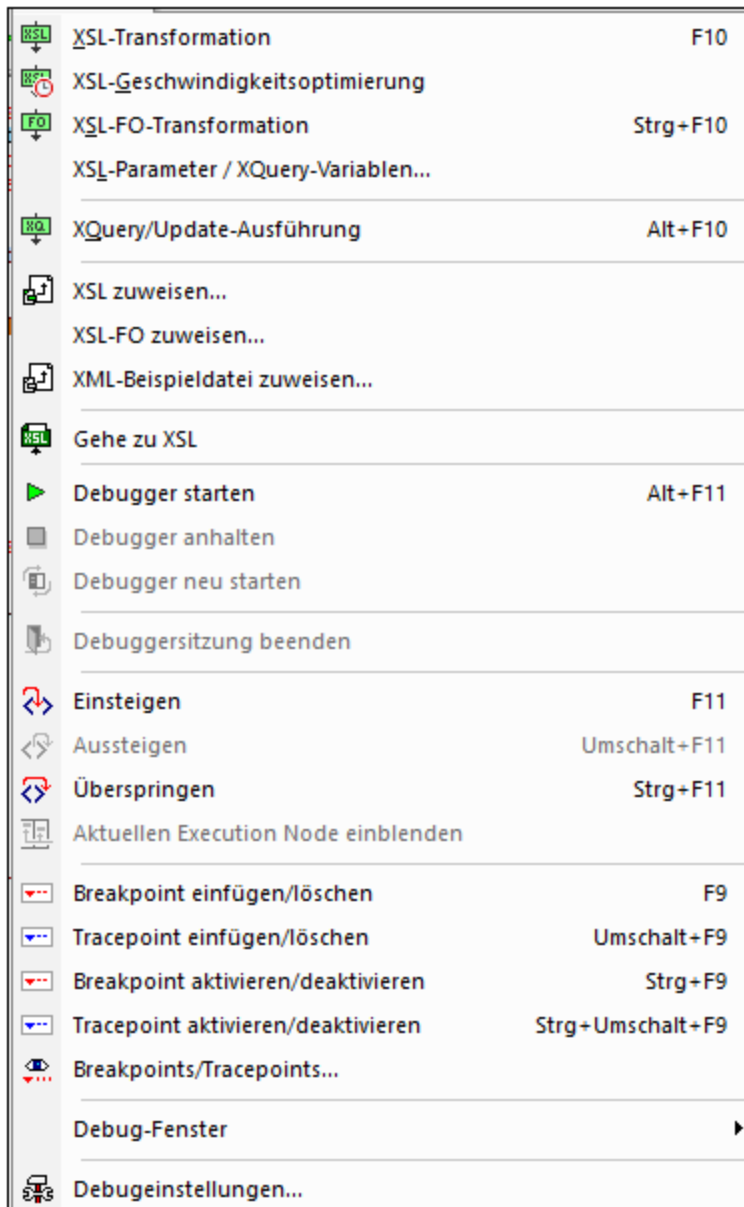 XSL-Transformation F10
XSL-Geschwindigkeitsoptimierung
XSL-FO-Transformation Strg+F10
XSL-Parameter / XQuery-Variablen...
XQuery/Update-Ausführung Alt+F10
XSL zuweisen...
XSL-FO zuweisen...
XML-Beispieldatei zuweisen...
Gehe zu XSL
Debugger starten Alt+F11
Debugger anhalten
Debugger neu starten
Debuggersitzung beenden
Einsteigen F11
Aussteigen Umschalt+F11
Überspringen Strg+F11
Aktuellen Execution Node einblenden
Breakpoint einfügen/löschen F9
Tracepoint einfügen/löschen Umschalt+F9
Breakpoint aktivieren/deaktivieren Strg+F9
Tracepoint aktivieren/deaktivieren Strg+Umschalt+F9
Breakpoints/Tracepoints...
Debug-Fenster
Debugeinstellungen...